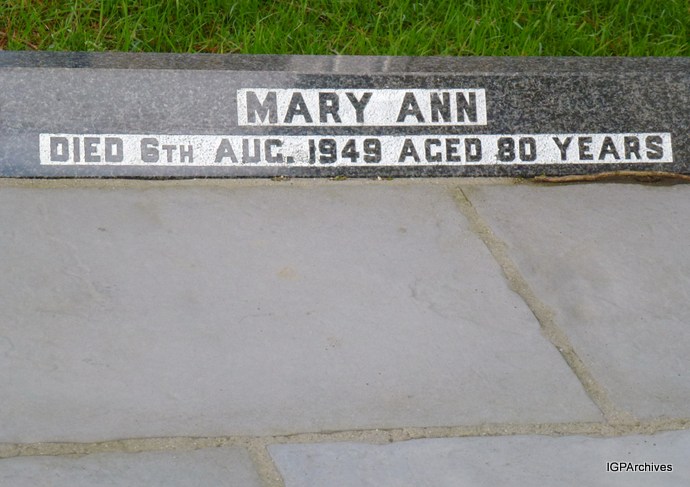 MARY ANN
DIED 6TH AUG. 1949 AGED 80 YEARS
IGPArchives